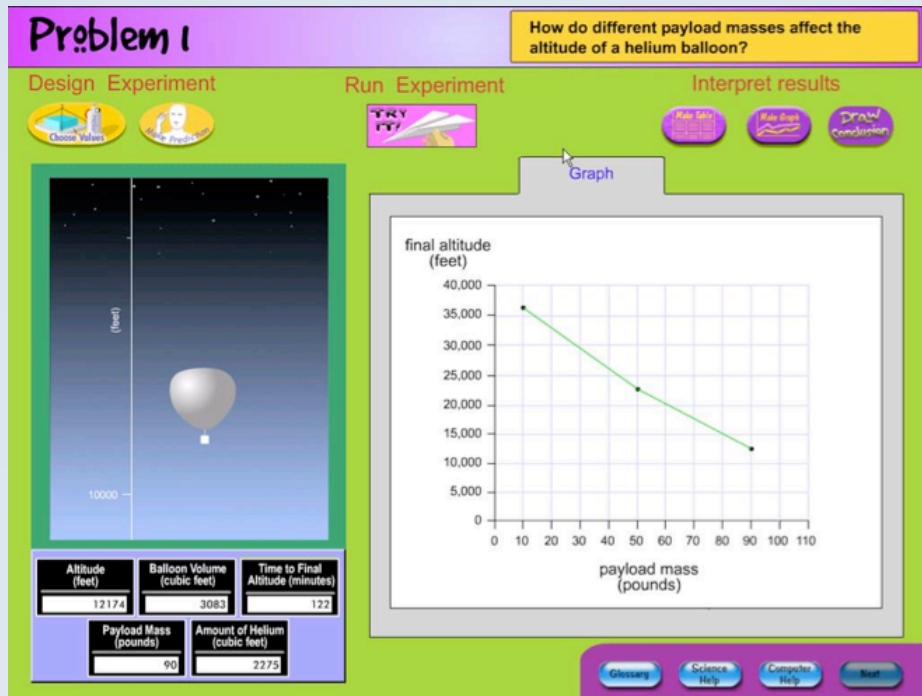 Problem 1
How do different payload masses affect the
altitude of a helium balloon?
Design Experiment
Run Experiment
Interpret results
Choose Values
Make Prediction
TRY
IT!
Make Table
Make Graph
Draw
Conclusion
Graph
(feet)
10000
final altitude
(feet)
40,000
35,000
30,000
25,000
20,000
15,000
10,000
5,000
0
0 10 20 30 40 50 60 70 80 90 100 110
payload mass
(pounds)
Altitude
(feet)
12174
Balloon Volume
(cubic feet)
3083
Time to Final
Altitude (minutes)
122
Payload Mass
(pounds)
90
Amount of Helium
(cubic feet)
2275
Glossary
Science
Help
Computer
Help
Next